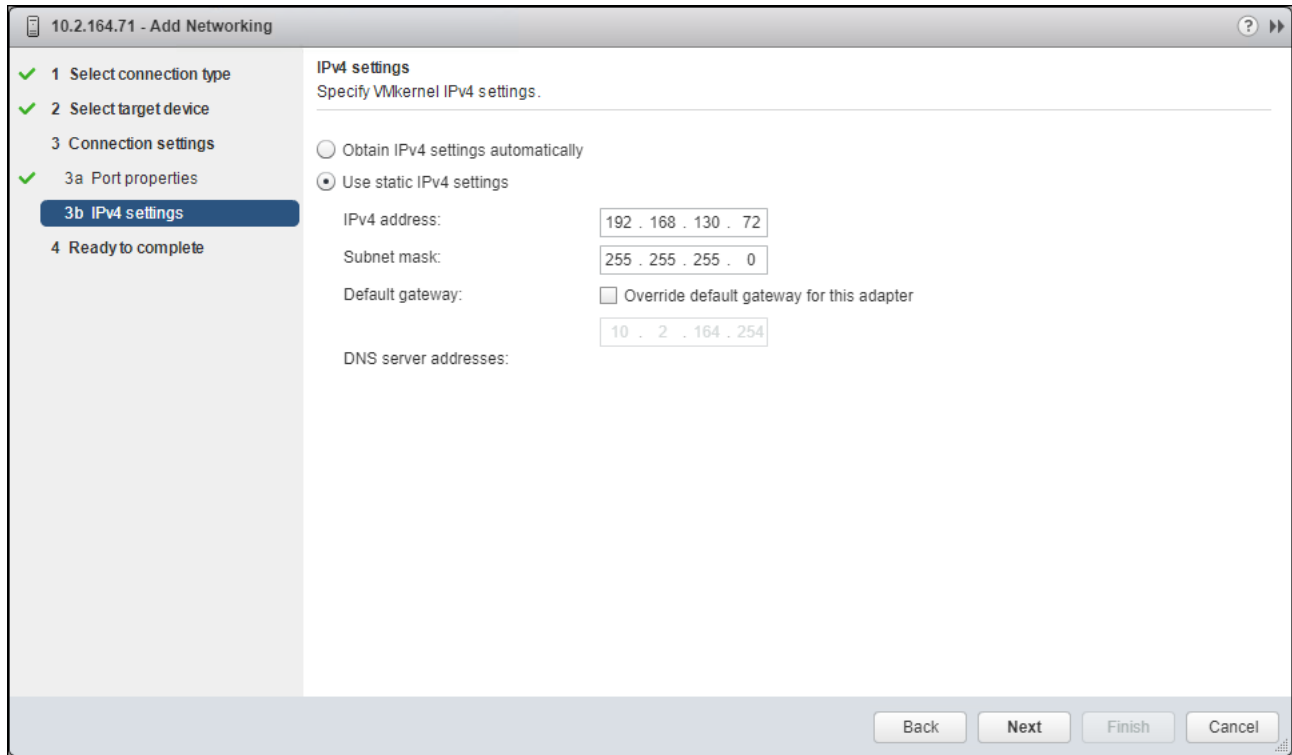 10.2.164.71 - Add Networking
?
1 Select connection type
2 Select target device
3 Connection settings
3a Port properties
3b IPv4 settings
4 Ready to complete
IPv4 settings
Specify VMkernel IPv4 settings.
Obtain IPv4 settings automatically
Use static IPv4 settings
IPv4 address: 192 . 168 . 130 . 72
Subnet mask: 255 . 255 . 255 . 0
Default gateway: Override default gateway for this adapter
10 . 2 . 164 . 254
DNS server addresses:
Back Next Finish Cancel